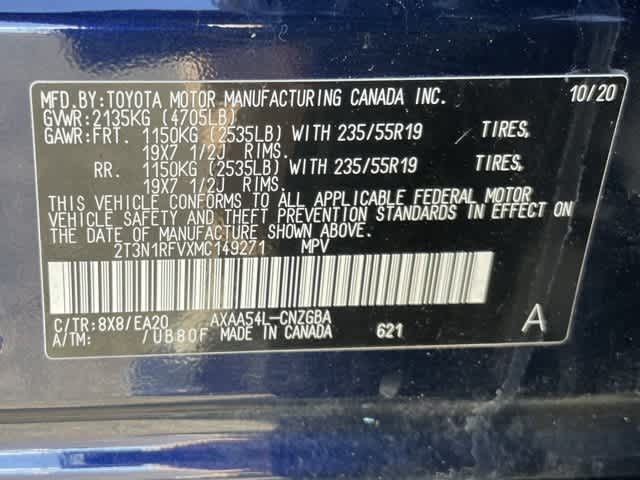 MFD.BY:TOYOTA MOTOR MANUFACTURING CANADA INC. 10/20
GVWR:2135KG (4705LB)
GAWR:FRT. 1150KG (2535LB) WITH 235/55R19 TIRES,
19X7 1/2J RIMS.
RR. 1150KG (2535LB) WITH 235/55R19 TIRES,
19X7 1/2J RIMS.
THIS VEHICLE CONFORMS TO ALL APPLICABLE FEDERAL MOTOR
VEHICLE SAFETY AND THEFT PREVENTION STANDARDS IN EFFECT ON
THE DATE OF MANUFACTURE SHOWN ABOVE.
2T3N1RFVXMC149271 MPV
C/TR:8X8/EA20 AXAA54L-CNZGBA
A/TM: /UB80F MADE IN CANADA 621 A